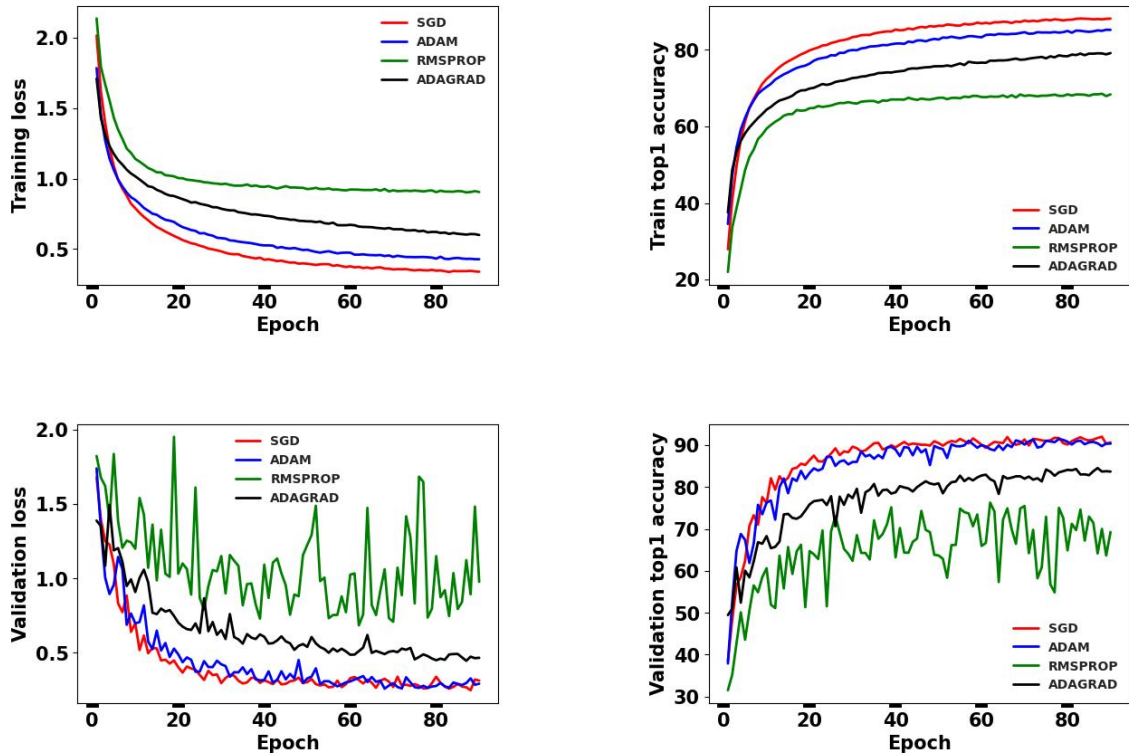 Training loss
2.0
1.5
1.0
0.5
SGD
ADAM
RMSPROP
ADAGRAD
0 20 40 60 80
Epoch
Train top1 accuracy
80
60
40
20
SGD
ADAM
RMSPROP
ADAGRAD
0 20 40 60 80
Epoch
Validation loss
2.0
1.5
1.0
0.5
SGD
ADAM
RMSPROP
ADAGRAD
0 20 40 60 80
Epoch
Validation top1 accuracy
90
80
70
60
50
40
30
SGD
ADAM
RMSPROP
ADAGRAD
0 20 40 60 80
Epoch